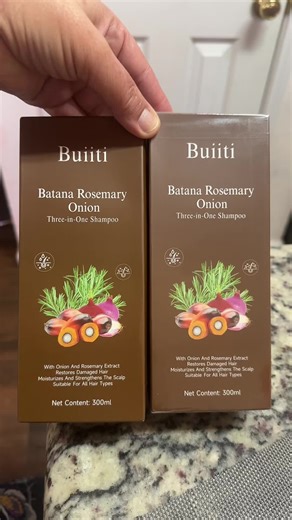 Buiiti
Batana Rosemary
Onion
Three-in-One Shampoo
With Onion And Rosemary Extract
Restores Damaged Hair
Moisturizes And Strengthens The Scalp
Suitable For All Hair Types
Net Content: 300ml
Buiiti
Batana Rosemary
Onion
Three-in-One Shampoo
With Onion And Rosemary Extract
Restores Damaged Hair
Moisturizes And Strengthens The Scalp
Suitable For All Hair Types
Net Content: 300ml